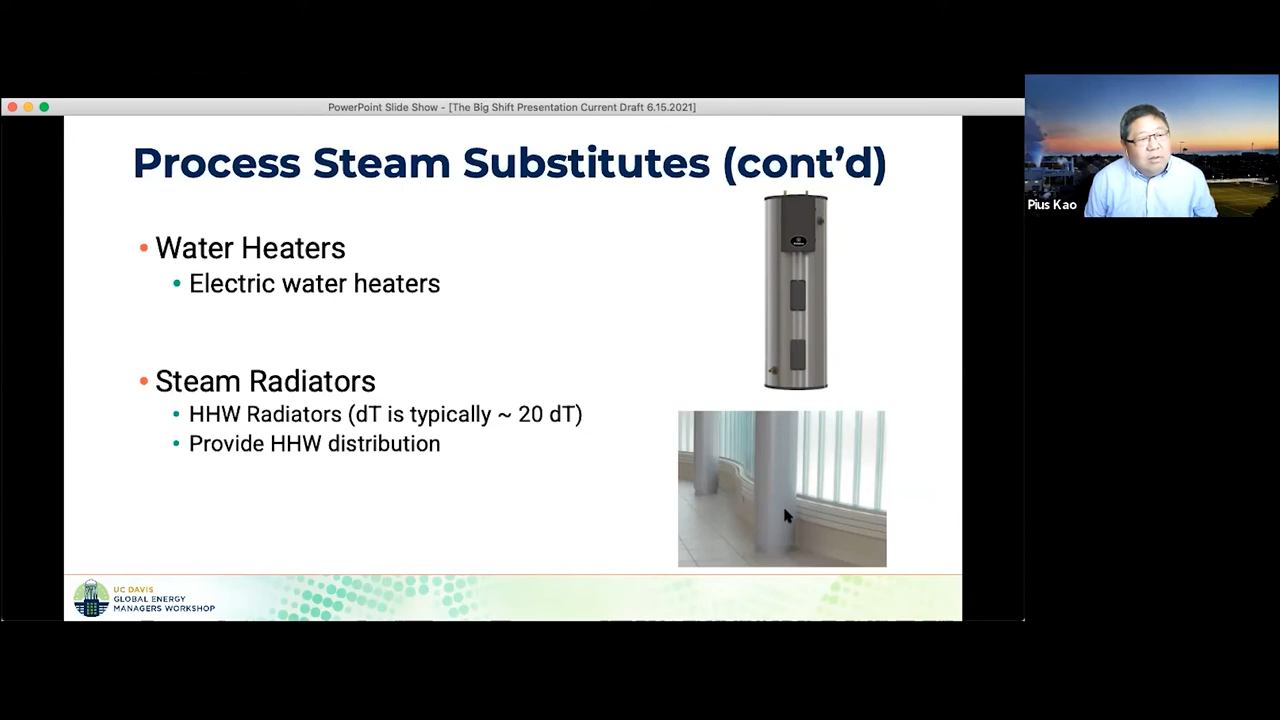 PowerPoint Slide Show - [The Big Shift Presentation Current Draft 6.15.2021]
Process Steam Substitutes (cont’d)
• Water Heaters
• Electric water heaters
• Steam Radiators
• HHW Radiators (dT is typically ~ 20 dT)
• Provide HHW distribution
UC DAVIS
GLOBAL ENERGY
MANAGERS WORKSHOP
Pius Kao